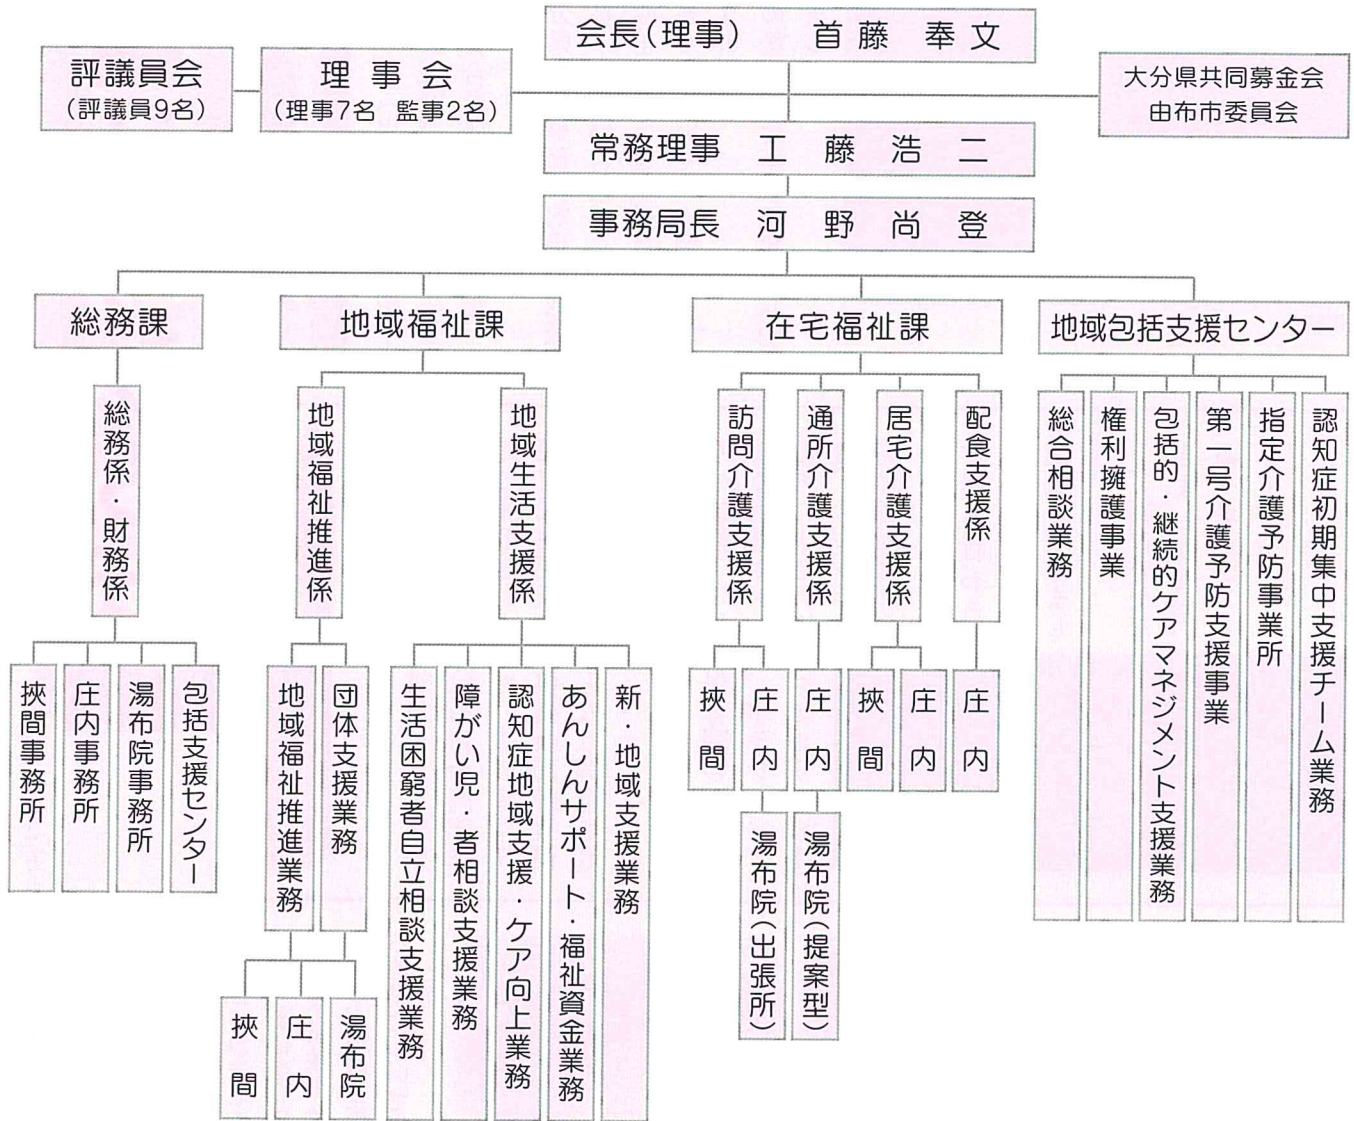 会長(理事)　首藤　奉文
評議員会
(評議員9名)
理事会
(理事7名　監事2名)
大分県共同募金会
由布市委員会
常務理事　工藤　浩二
事務局長　河野　尚登
総務課
地域福祉課
在宅福祉課
地域包括支援センター
総務係・財務係
地域福祉推進係
地域生活支援係
訪問介護支援係
通所介護支援係
居宅介護支援係
配食支援係
総合相談業務
権利擁護事業
包括的・継続的ケアマネジメント支援業務
第一号介護予防支援事業
指定介護予防事業所
認知症初期集中支援チーム業務
挾間事務所
庄内事務所
湯布院事務所
包括支援センター
地域福祉推進業務
団体支援業務
生活困窮者自立相談支援業務
障がい児・者相談支援業務
認知症地域支援・ケア向上業務
あんしんサポート・福祉資金業務
新・地域支援業務
挾間
庄内
庄内
挾間
庄内
庄内
湯布院(出張所)
湯布院(提案型)
挾間
庄内
湯布院